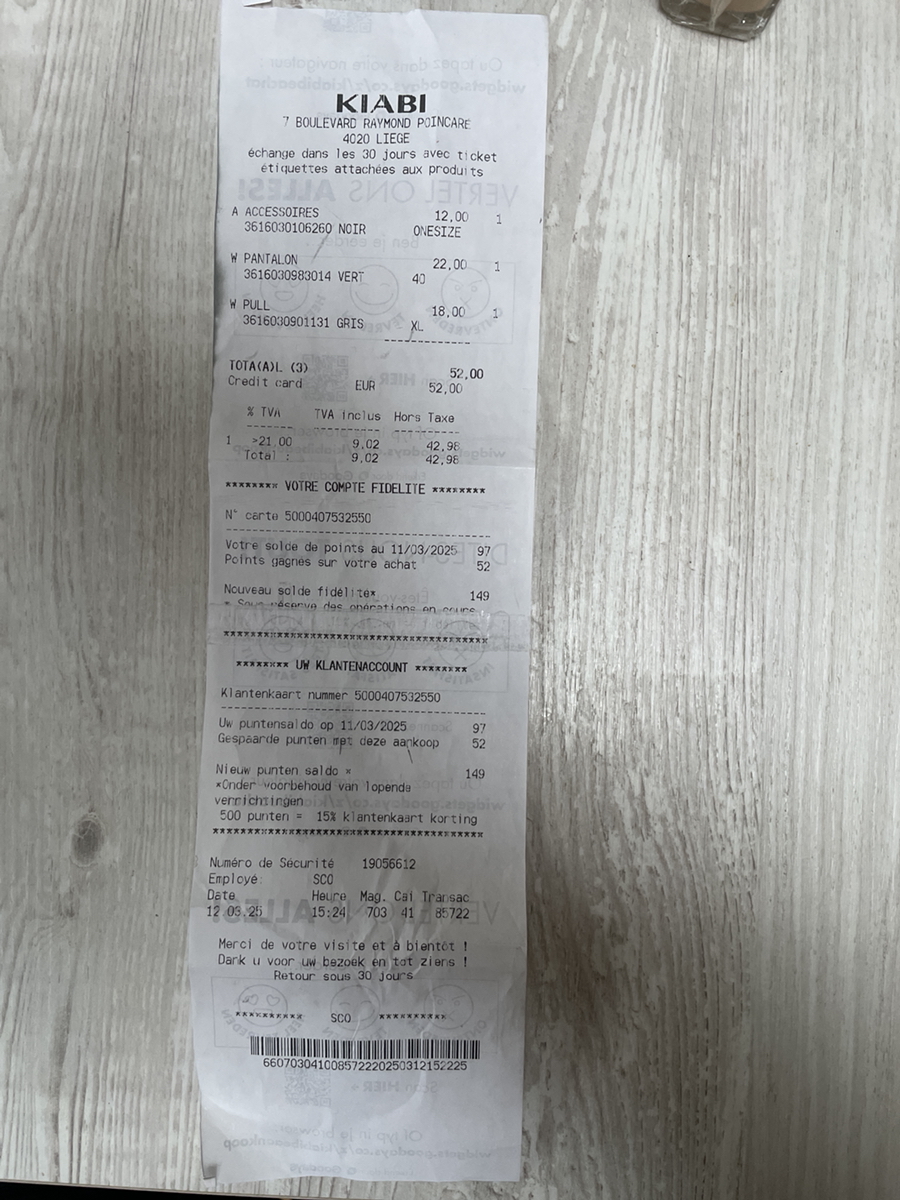 KIABI
7 BOULEVARD RAYMOND POINCARE
4020 LIEGE
échange dans les 30 jours avec ticket
étiquettes attachées aux produits
A ACCESSOIRES 12,00 1
3616030106260 NOIR ONESIZE
W PANTALON 22,00 1
3616030983014 VERT 40
W PULL 18,00 1
3616030901131 GRIS XL
------------
TOTA(A)L (3) 52,00
Credit card EUR 52,00
% TVA TVA inclus Hors Taxe
1 >21.00 9,02 42,98
Total : 9,02 42,98
******** VOTRE COMPTE FIDELITE ********
N° carte 5000407532550
Votre solde de points au 11/03/2025 97
Points gagnés sur votre achat 52
Nouveau solde fidélité* 149
* Sous réserve des opérations en cours
****************************************
******** UW KLANTENACCOUNT ********
Klantenkaart nummer 5000407532550
Uw puntensaldo op 11/03/2025 97
Gespaarde punten met deze aankoop 52
Nieuw punten saldo * 149
*Onder voorbehoud van lopende
verrichtingen
500 punten = 15% klantenkaart korting
****************************************
Numéro de Sécurité 19056612
Employé: SCO
Date Heure Mag. Cai Transac
12.03.25 15:24 703 41 85722
Merci de votre visite et à bientôt !
Dank u voor uw bezoek en tot ziens !
Retour sous 30 jours
********** SCO **********
6607030410085722202503121522​25